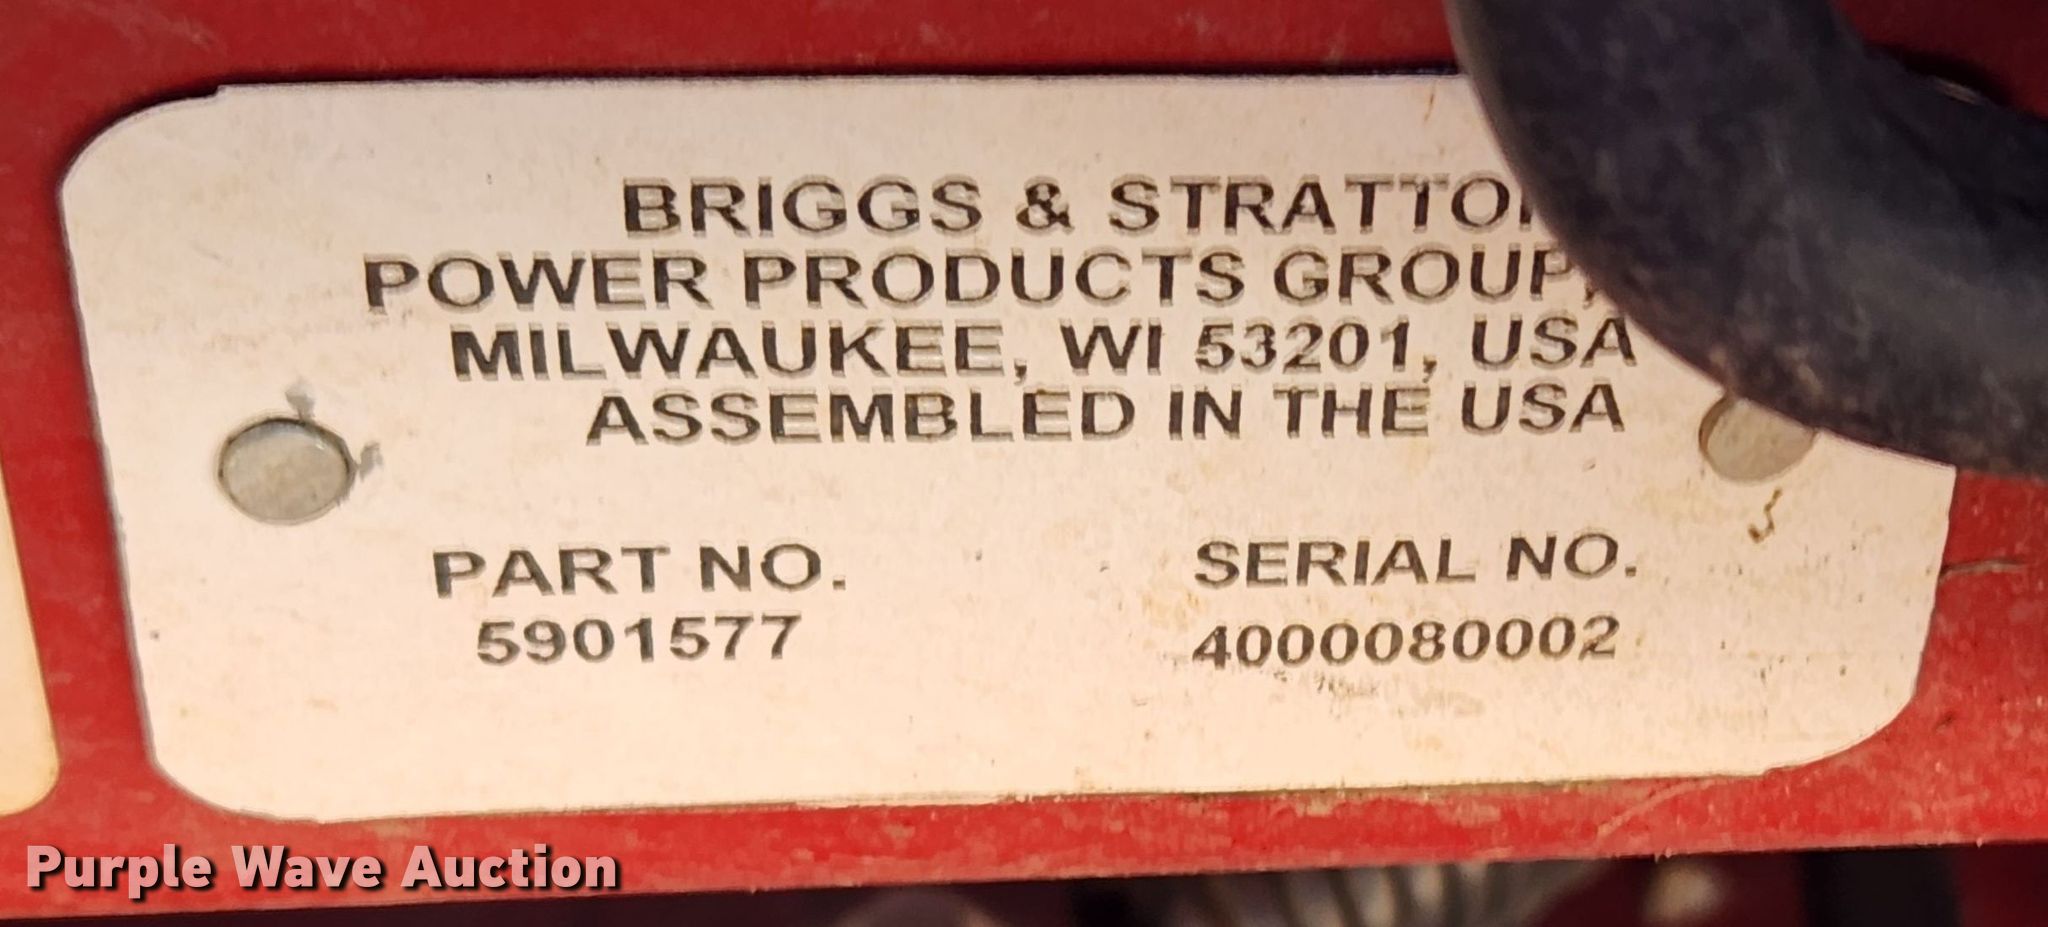 BRIGGS & STRATTON
POWER PRODUCTS GROUP,
MILWAUKEE, WI 53201, USA
ASSEMBLED IN THE USA
PART NO. SERIAL NO.
5901577 4000080002
Purple Wave Auction